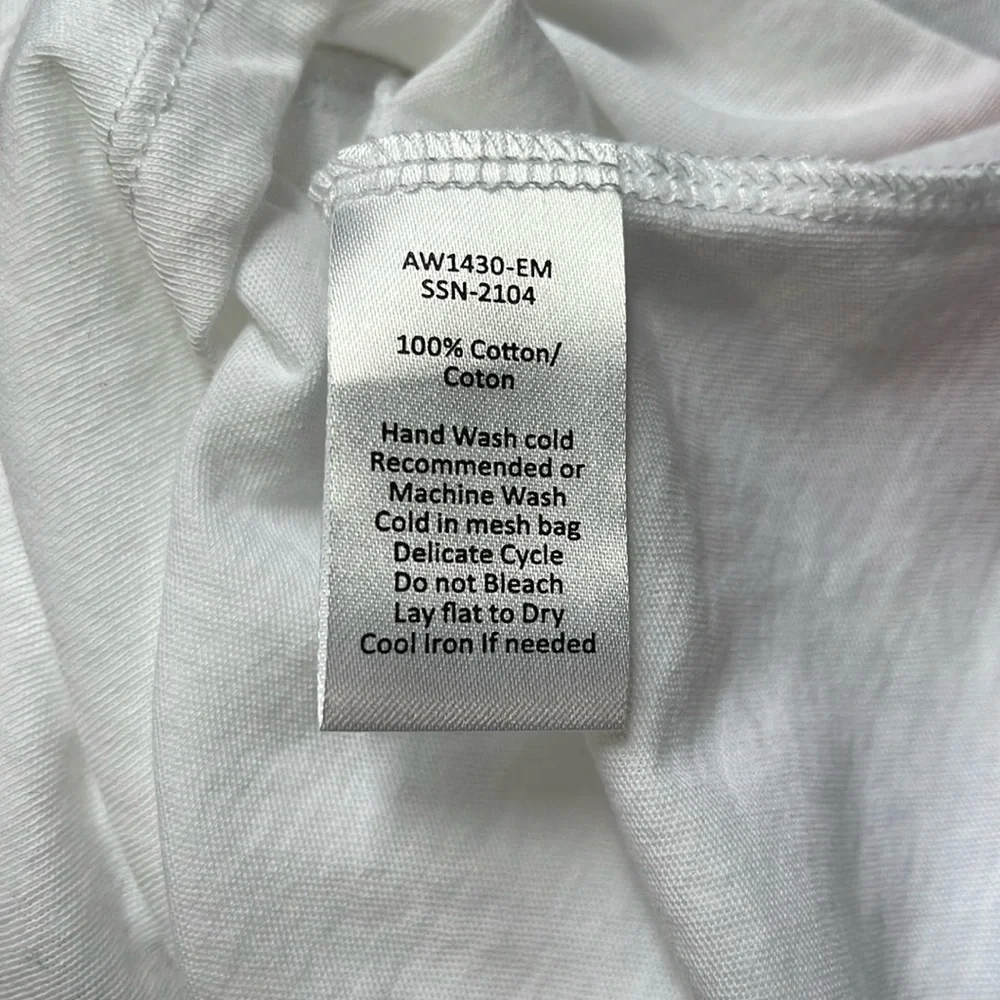 AW1430-EM
SSN-2104
100% Cotton/
Coton
Hand Wash cold
Recommended or
Machine Wash
Cold in mesh bag
Delicate Cycle
Do not Bleach
Lay flat to Dry
Cool Iron If needed